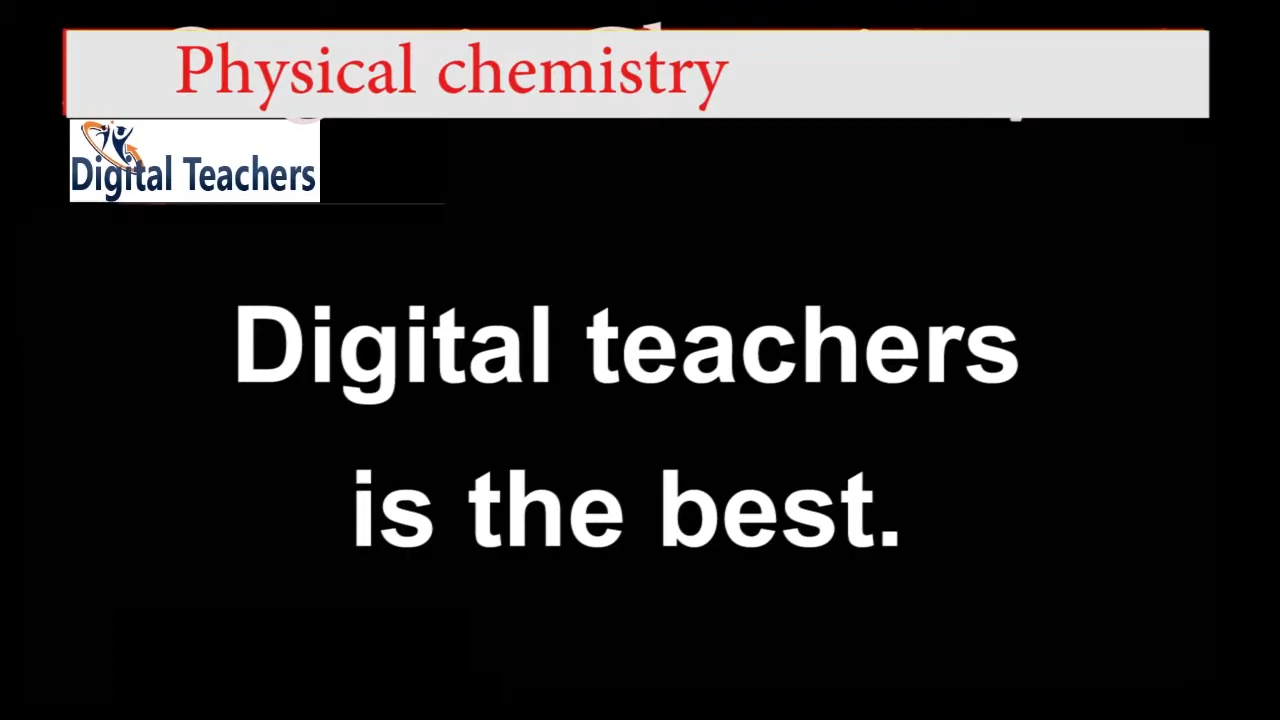 Physical chemistry
Digital Teachers
Digital teachers
is the best.